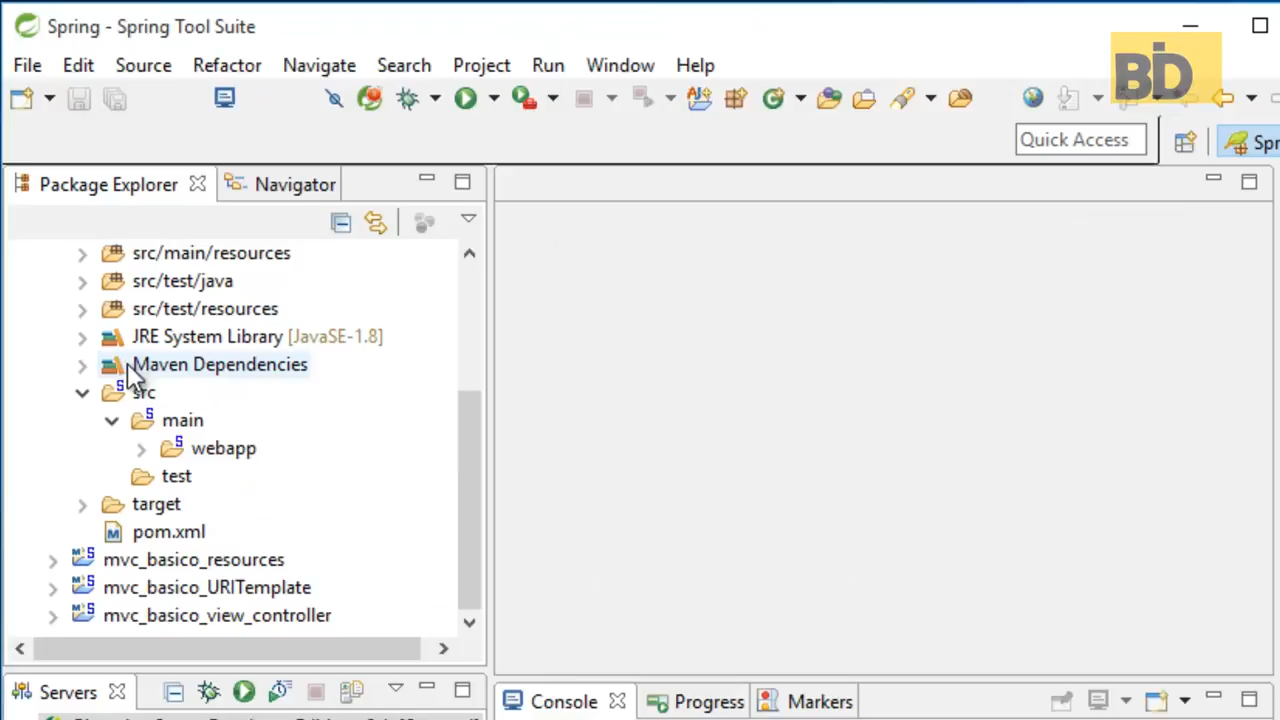 Spring - Spring Tool Suite
BD
File Edit Source Refactor Navigate Search Project Run Window Help
Quick Access
Package Explorer Navigator
src/main/resources
src/test/java
src/test/resources
JRE System Library [JavaSE-1.8]
Maven Dependencies
src
main
webapp
test
target
pom.xml
mvc_basico_resources
mvc_basico_URITemplate
mvc_basico_view_controller
Servers
Console Progress Markers